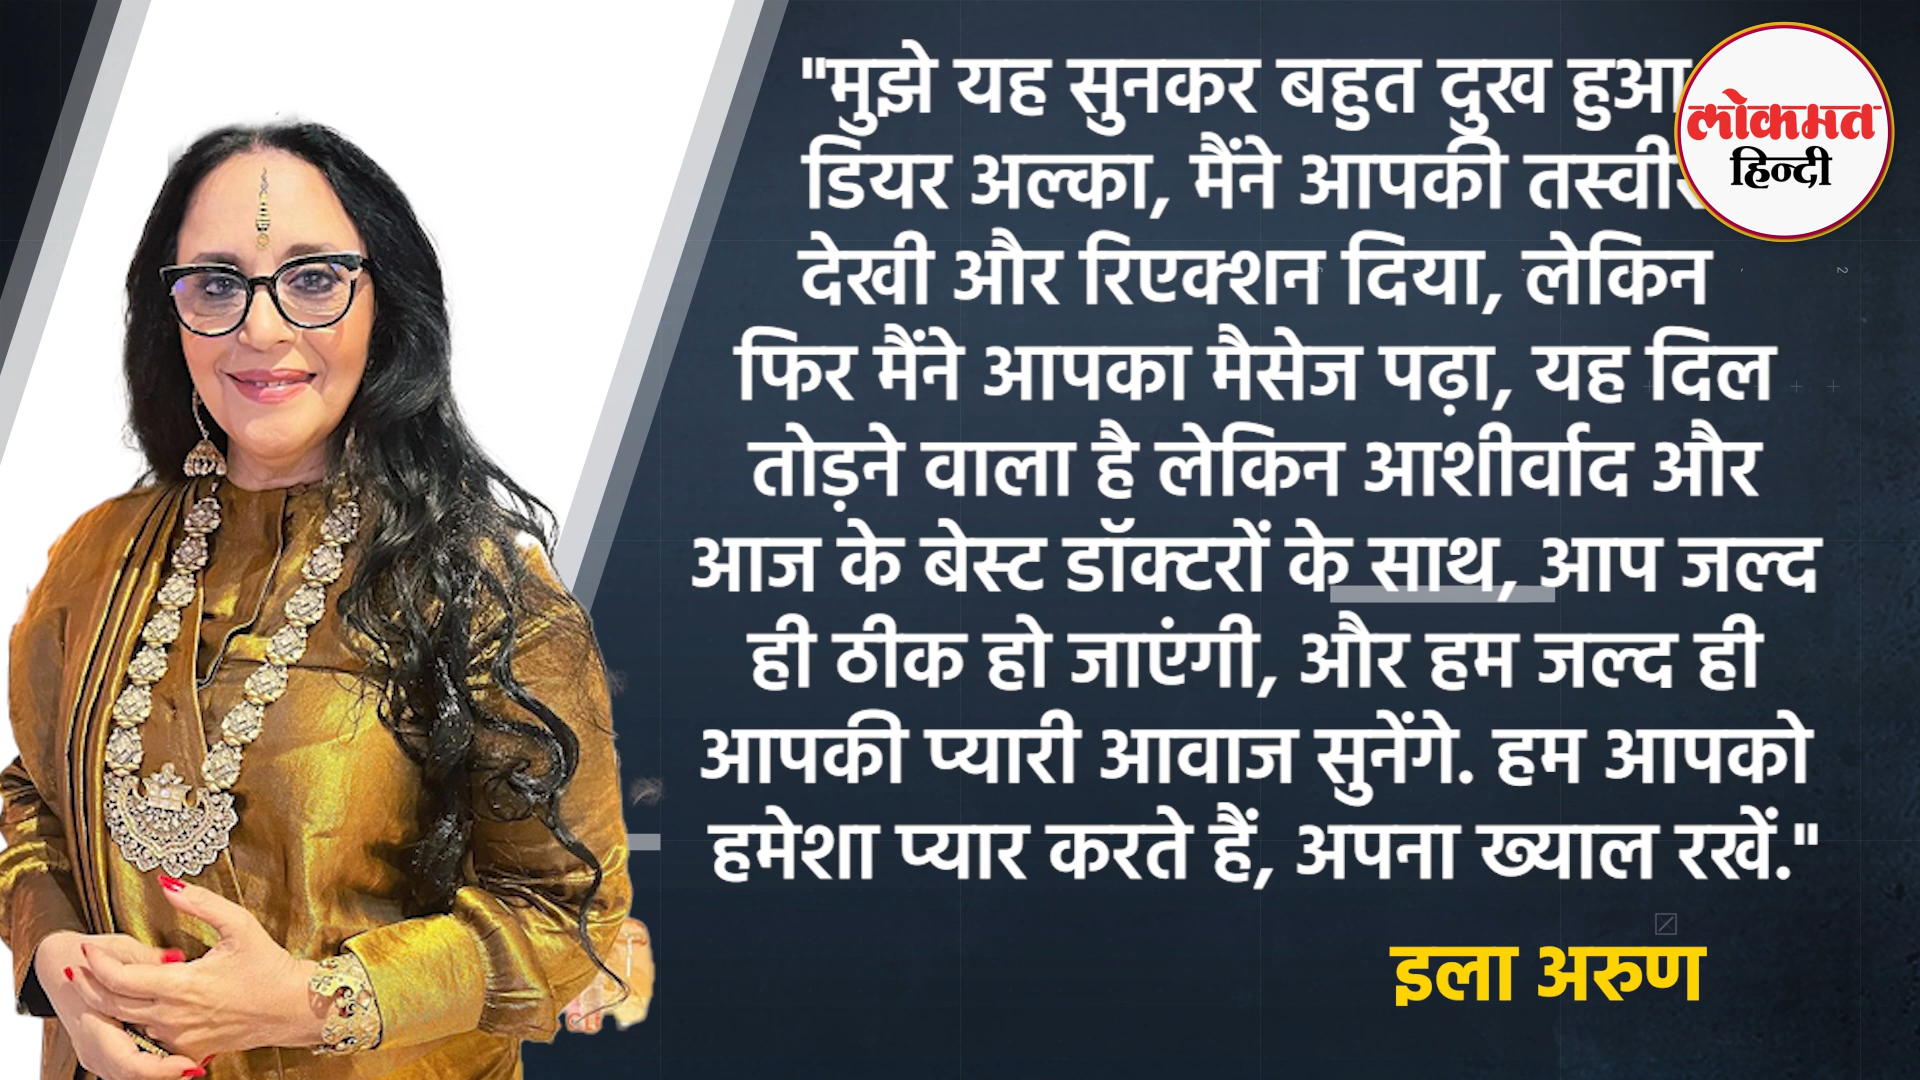 "मुझे यह सुनकर बहुत दुख हुआ
डियर अल्का, मैंने आपकी
देखी और रिएक्शन दिया, लेकिन
फिर मैंने आपका मैसेज पढ़ा, यह दिल
तोड़ने वाला है लेकिन आशीर्वाद और
आज के बेस्ट डॉक्टरों के साथ, आप जल्द
ही ठीक हो जाएंगी, और हम जल्द ही
आपकी प्यारी आवाज सुनेंगे. हम आपको
हमेशा प्यार करते हैं, अपना ख्याल रखें."
इला अरुण
लोकमत
हिन्दी